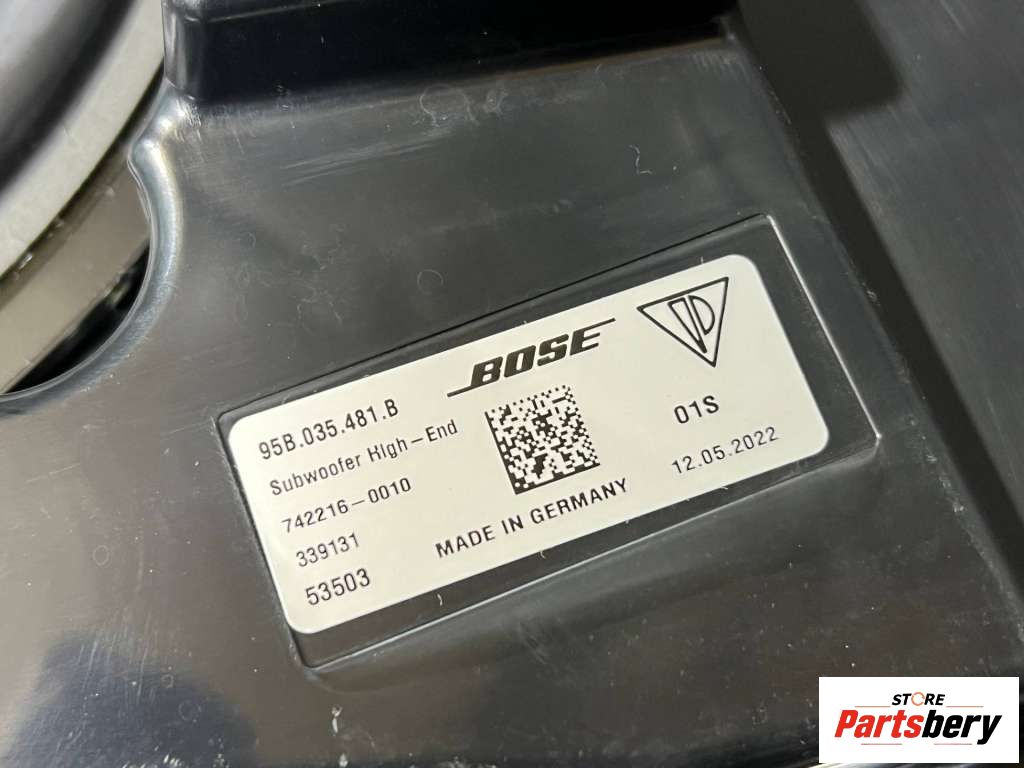 BOSE
95B.035.481.B
Subwoofer High-End
742216-0010
339131
53503
MADE IN GERMANY
01S
12.05.2022
STORE
Partsbery